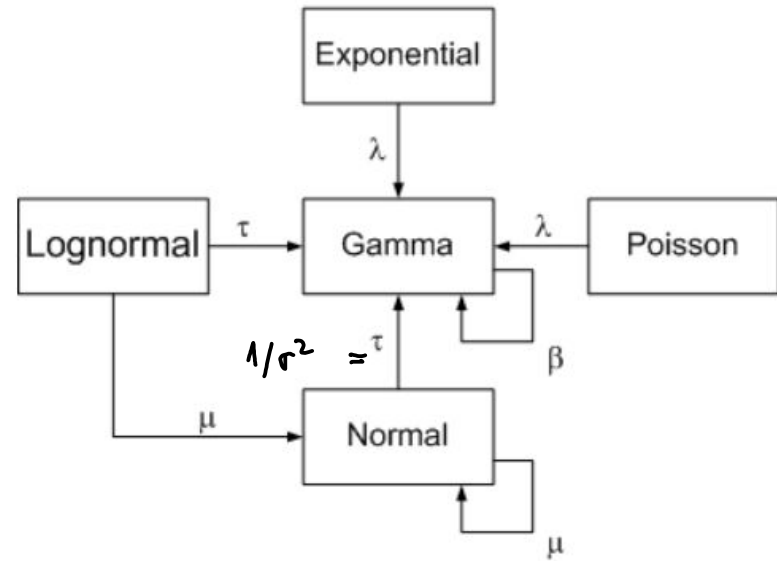 Exponential
λ
Lognormal
τ
Gamma
λ
Poisson
1/σ² = τ
β
μ
Normal
μ